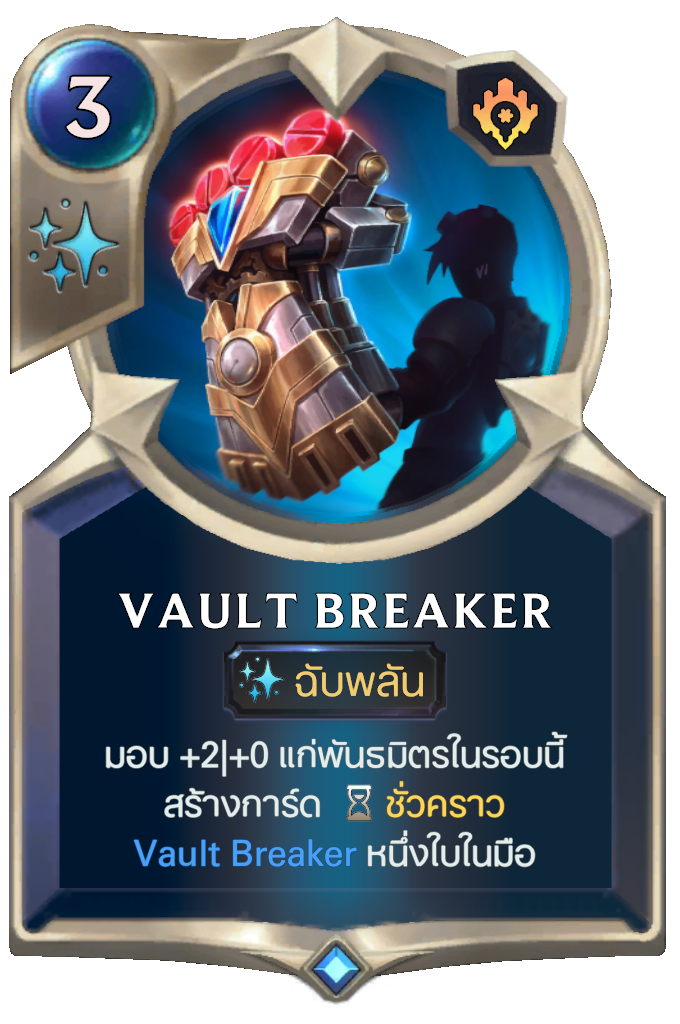 3
VAULT BREAKER
ฉับพลัน
มอบ +2|+0 แก่พันธมิตรในรอบนี้
สร้างการ์ด ชั่วคราว
Vault Breaker หนึ่งใบในมือ